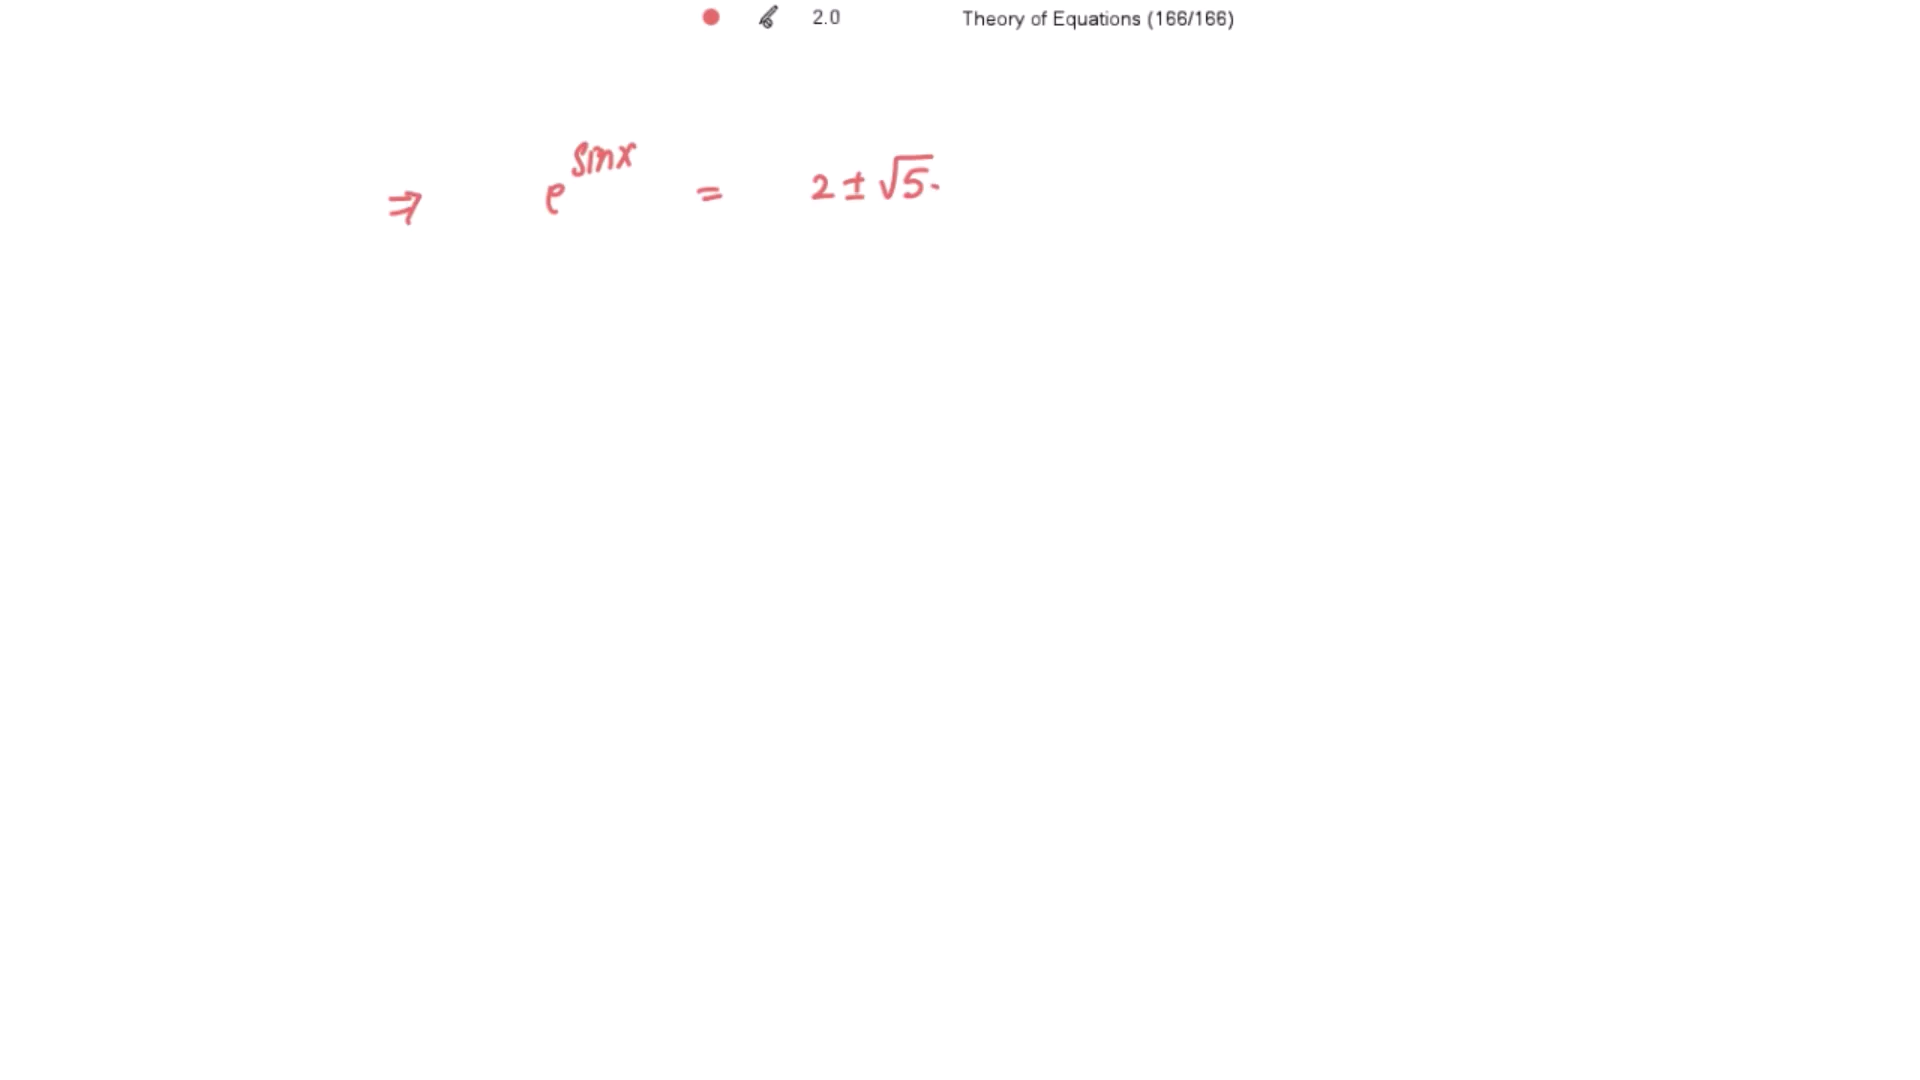 2.0 Theory of Equations (166/166)
⇒ e^sinx = 2 ± √5.